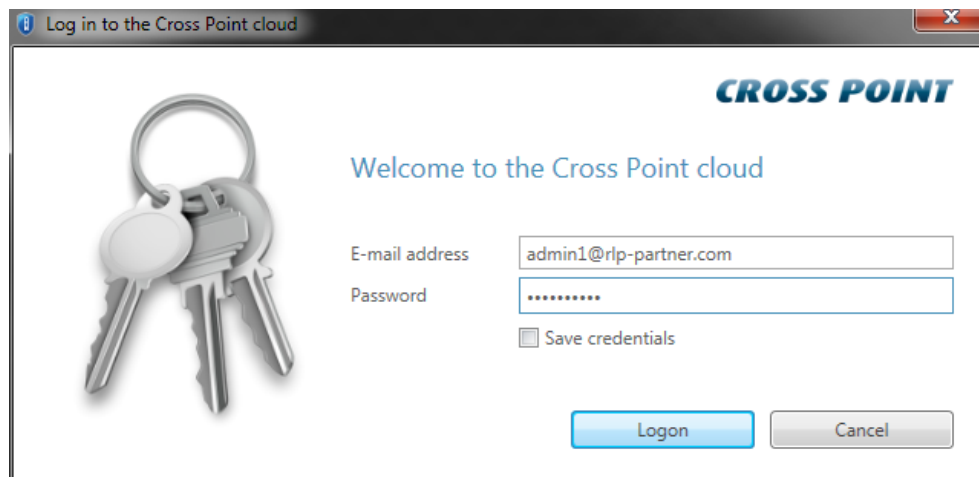 Log in to the Cross Point cloud
CROSS POINT
Welcome to the Cross Point cloud
E-mail address admin1@rlp-partner.com
Password ••••••••••
Save credentials
Logon Cancel